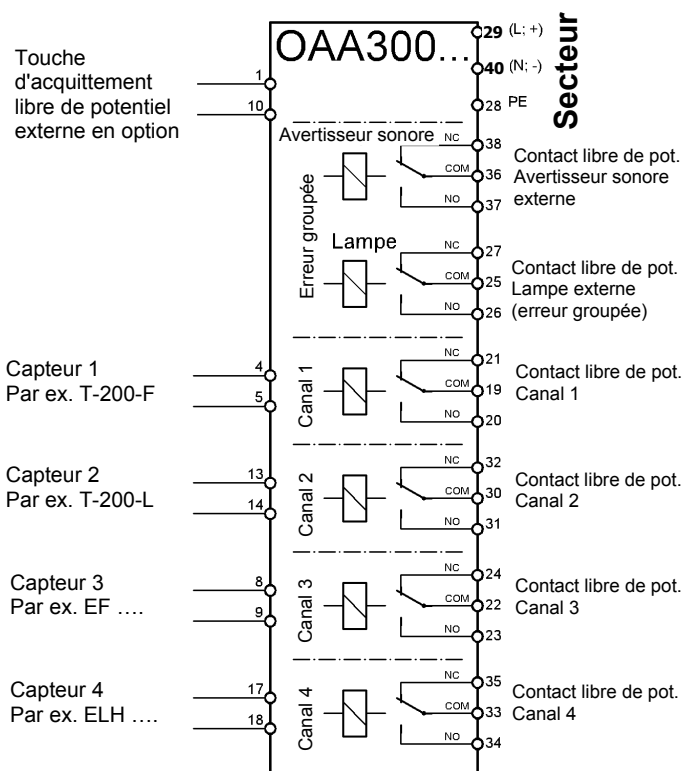 OAA300...
29 (L; +)
40 (N; -)
28 PE
Secteur
Touche
d'acquittement
libre de potentiel
externe en option
1
10
Avertisseur sonore
Erreur groupée
NC
38
COM
36
NO
37
Contact libre de pot.
Avertisseur sonore
externe
Lampe
NC
27
COM
25
NO
26
Contact libre de pot.
Lampe externe
(erreur groupée)
Capteur 1
Par ex. T-200-F
4
5
Canal 1
NC
21
COM
19
NO
20
Contact libre de pot.
Canal 1
Capteur 2
Par ex. T-200-L
13
14
Canal 2
NC
32
COM
30
NO
31
Contact libre de pot.
Canal 2
Capteur 3
Par ex. EF ….
8
9
Canal 3
NC
24
COM
22
NO
23
Contact libre de pot.
Canal 3
Capteur 4
Par ex. ELH ….
17
18
Canal 4
NC
35
COM
33
NO
34
Contact libre de pot.
Canal 4